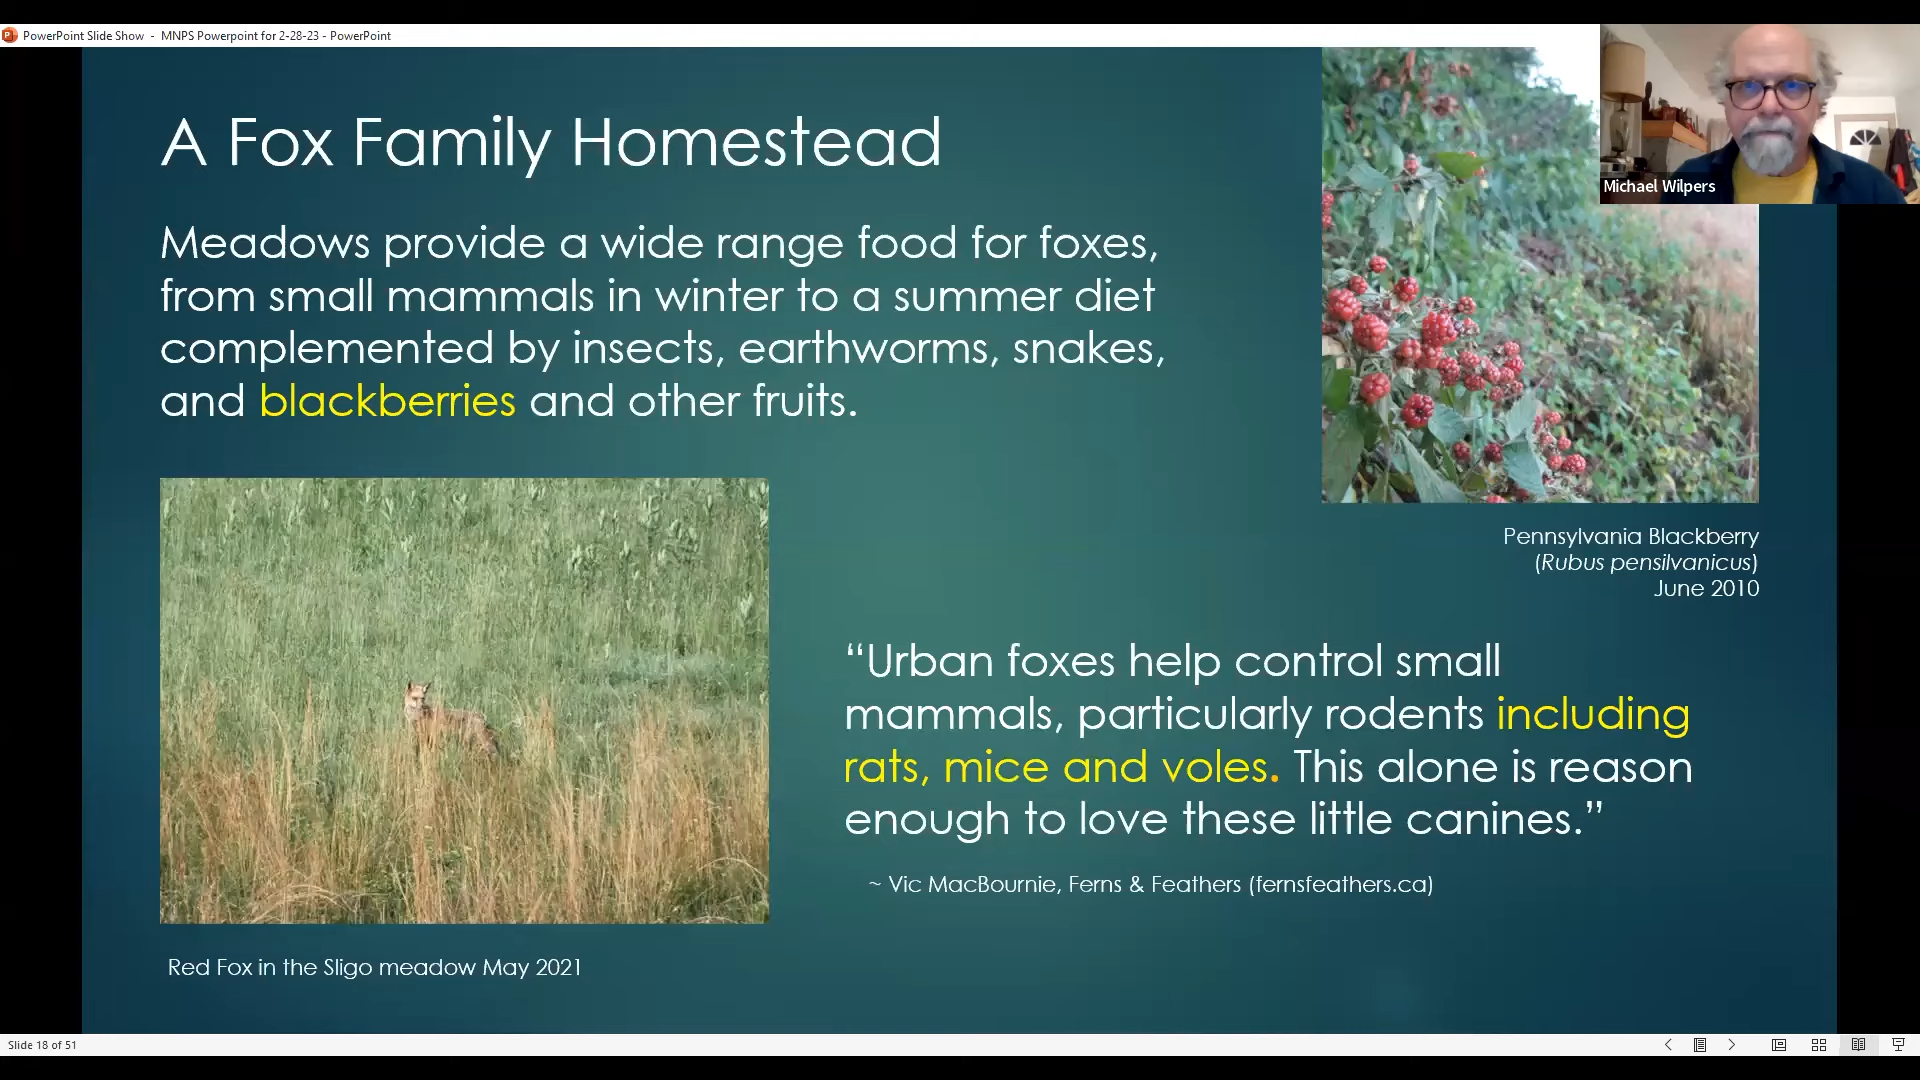 PowerPoint Slide Show - MNPS Powerpoint for 2-28-23 - PowerPoint
Michael Wilpers
A Fox Family Homestead
Meadows provide a wide range food for foxes,
from small mammals in winter to a summer diet
complemented by insects, earthworms, snakes,
and blackberries and other fruits.
Pennsylvania Blackberry
(Rubus pensilvanicus)
June 2010
“Urban foxes help control small
mammals, particularly rodents including
rats, mice and voles. This alone is reason
enough to love these little canines.”
~ Vic MacBournie, Ferns & Feathers (fernsfeathers.ca)
Red Fox in the Sligo meadow May 2021
Slide 18 of 51